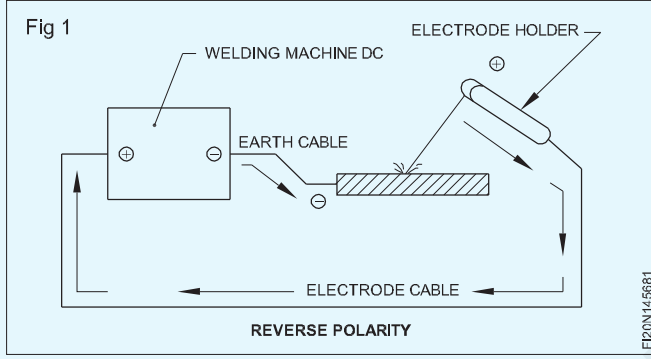 Fig 1
ELECTRODE HOLDER
WELDING MACHINE DC
⊕
EARTH CABLE
⊕
⊖
⊖
ELECTRODE CABLE
REVERSE POLARITY
FI20N145681